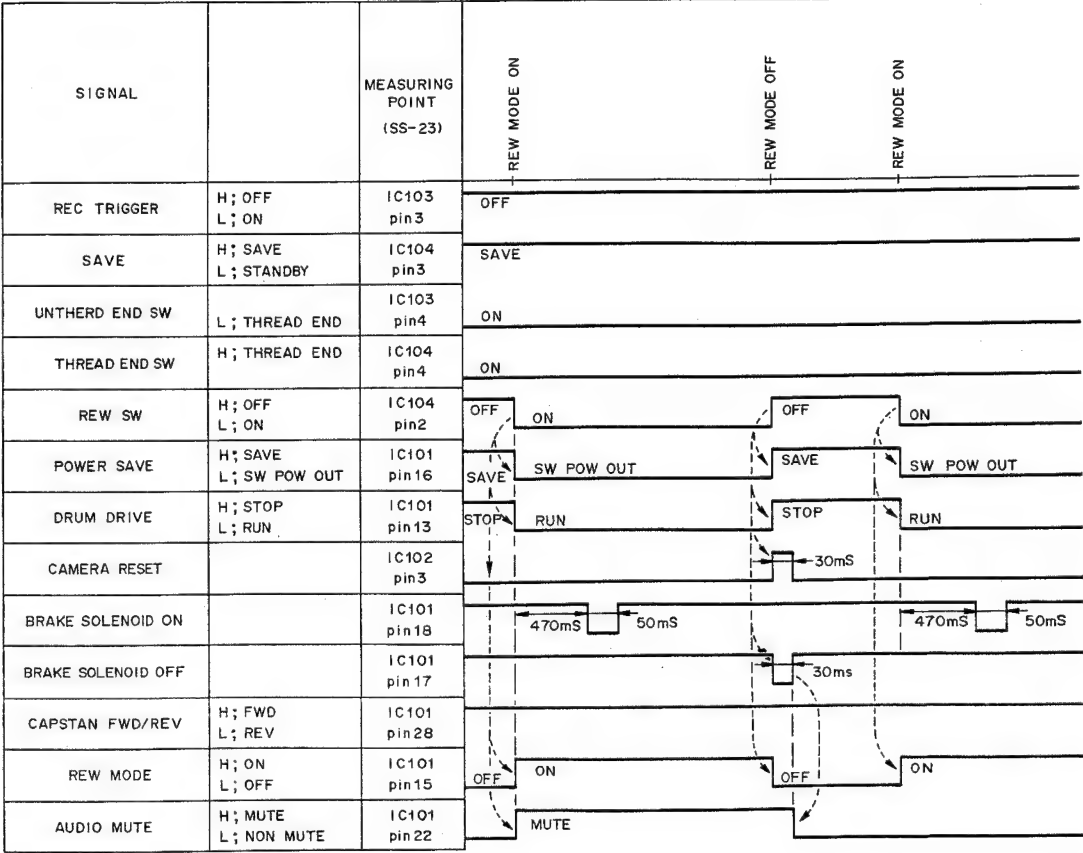 SIGNAL
MEASURING
POINT
(SS-23)
REW MODE ON
REW MODE OFF
REW MODE ON
REC TRIGGER
H; OFF
L; ON
IC103
pin3
OFF
SAVE
H; SAVE
L; STANDBY
IC104
pin3
SAVE
UNTHERD END SW
L; THREAD END
IC103
pin4
ON
THREAD END SW
H; THREAD END
IC104
pin4
ON
REW SW
H; OFF
L; ON
IC104
pin2
OFF
ON
OFF
ON
POWER SAVE
H; SAVE
L; SW POW OUT
IC101
pin16
SAVE
SW POW OUT
SAVE
SW POW OUT
DRUM DRIVE
H; STOP
L; RUN
IC101
pin13
STOP
RUN
STOP
RUN
CAMERA RESET
IC102
pin3
30mS
BRAKE SOLENOID ON
IC101
pin18
470mS
50mS
470mS
50mS
BRAKE SOLENOID OFF
IC101
pin17
30ms
CAPSTAN FWD/REV
H; FWD
L; REV
IC101
pin28
REW MODE
H; ON
L; OFF
IC101
pin15
OFF
ON
OFF
ON
AUDIO MUTE
H; MUTE
L; NON MUTE
IC101
pin22
MUTE